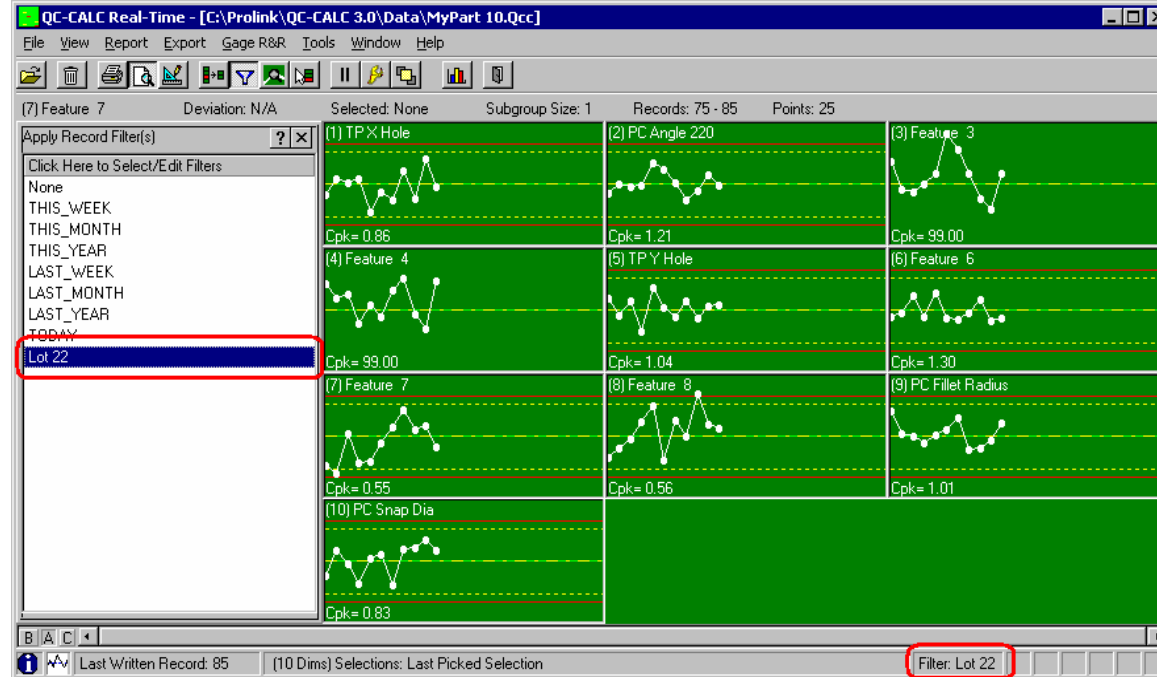 QC-CALC Real-Time - [C:\Prolink\QC-CALC 3.0\Data\MyPart 10.Qcc]
File View Report Export Gage R&R Tools Window Help
(7) Feature 7 Deviation: N/A Selected: None Subgroup Size: 1 Records: 75 - 85 Points: 25
Apply Record Filter(s)
Click Here to Select/Edit Filters
None
THIS_WEEK
THIS_MONTH
THIS_YEAR
LAST_WEEK
LAST_MONTH
LAST_YEAR
TODAY
Lot 22
(1) TP X Hole
Cpk= 0.86
(2) PC Angle 220
Cpk= 1.21
(3) Feature 3
Cpk= 99.00
(4) Feature 4
Cpk= 99.00
(5) TP Y Hole
Cpk= 1.04
(6) Feature 6
Cpk= 1.30
(7) Feature 7
Cpk= 0.55
(8) Feature 8
Cpk= 0.56
(9) PC Fillet Radius
Cpk= 1.01
(10) PC Snap Dia
Cpk= 0.83
B A C
Last Written Record: 85 (10 Dims) Selections: Last Picked Selection Filter: Lot 22